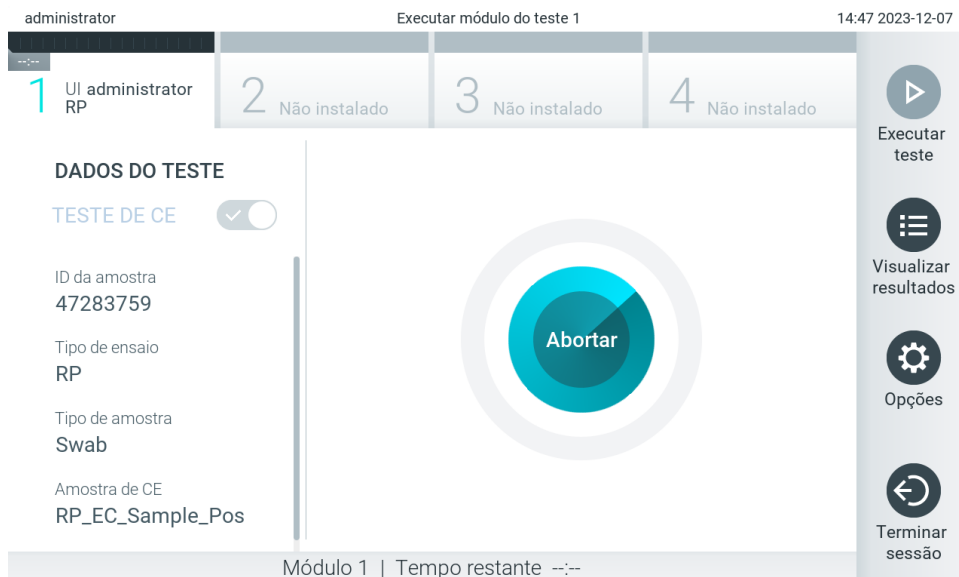 administrator
Executar módulo do teste 1
14:47 2023-12-07
--:--
1 UI administrator
RP
2 Não instalado
3 Não instalado
4 Não instalado
Executar
teste
DADOS DO TESTE
TESTE DE CE
ID da amostra
47283759
Tipo de ensaio
RP
Tipo de amostra
Swab
Amostra de CE
RP_EC_Sample_Pos
Abortar
Visualizar
resultados
Opções
Terminar
sessão
Módulo 1 | Tempo restante --:--